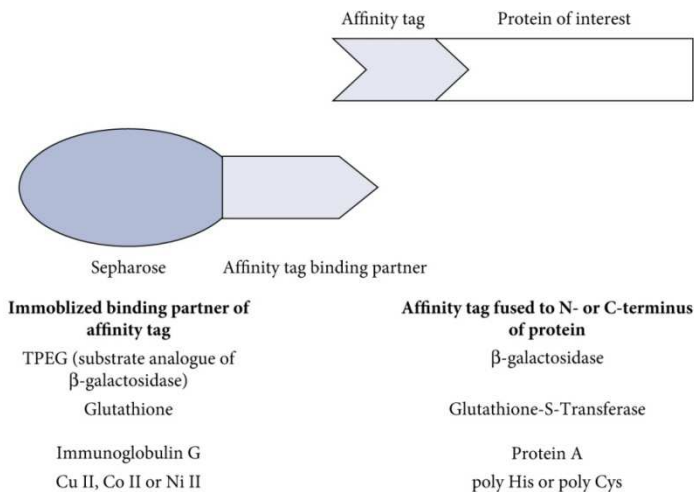 Affinity tag Protein of interest
Sepharose Affinity tag binding partner
Immoblized binding partner of
affinity tag
Affinity tag fused to N- or C-terminus
of protein
TPEG (substrate analogue of
β-galactosidase)
β-galactosidase
Glutathione
Glutathione-S-Transferase
Immunoglobulin G
Protein A
Cu II, Co II or Ni II
poly His or poly Cys